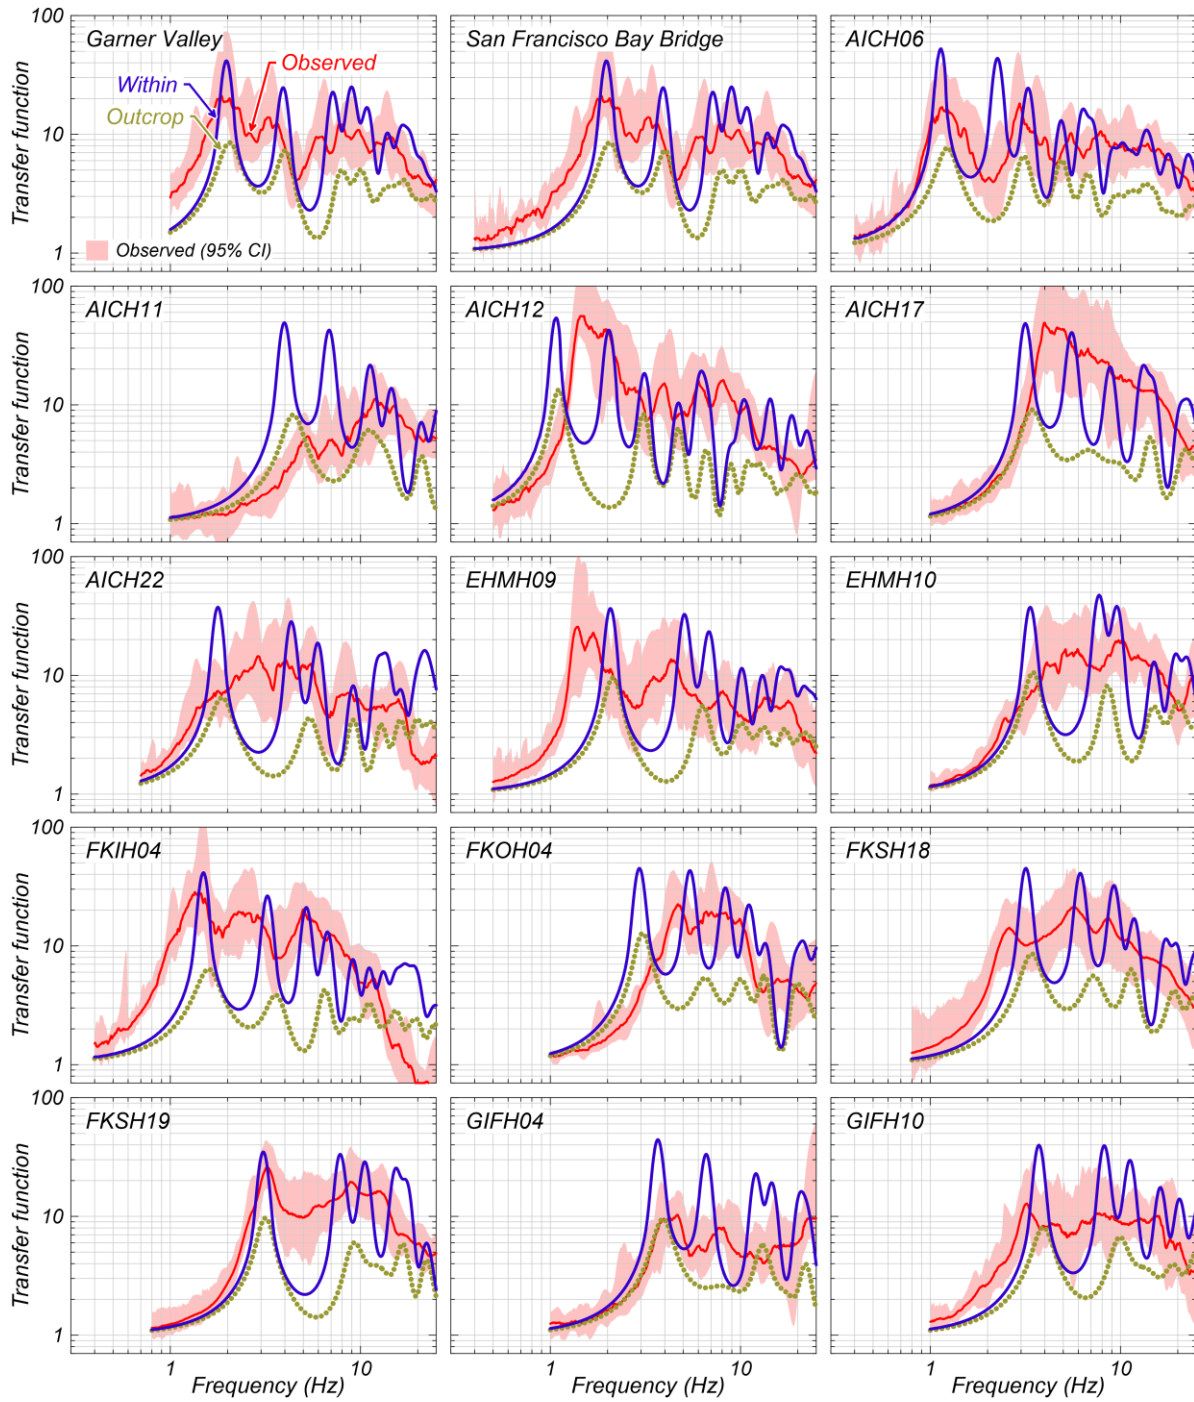 100
10
1
Transfer function
Garner Valley
Within
Observed
Outcrop
Observed (95% CI)
San Francisco Bay Bridge
AICH06
100
10
1
Transfer function
AICH11
AICH12
AICH17
100
10
1
Transfer function
AICH22
EHMH09
EHMH10
100
10
1
Transfer function
FKIH04
FKOH04
FKSH18
100
10
1
Transfer function
FKSH19
GIFH04
GIFH10
1 10 1 10 1 10
Frequency (Hz) Frequency (Hz) Frequency (Hz)